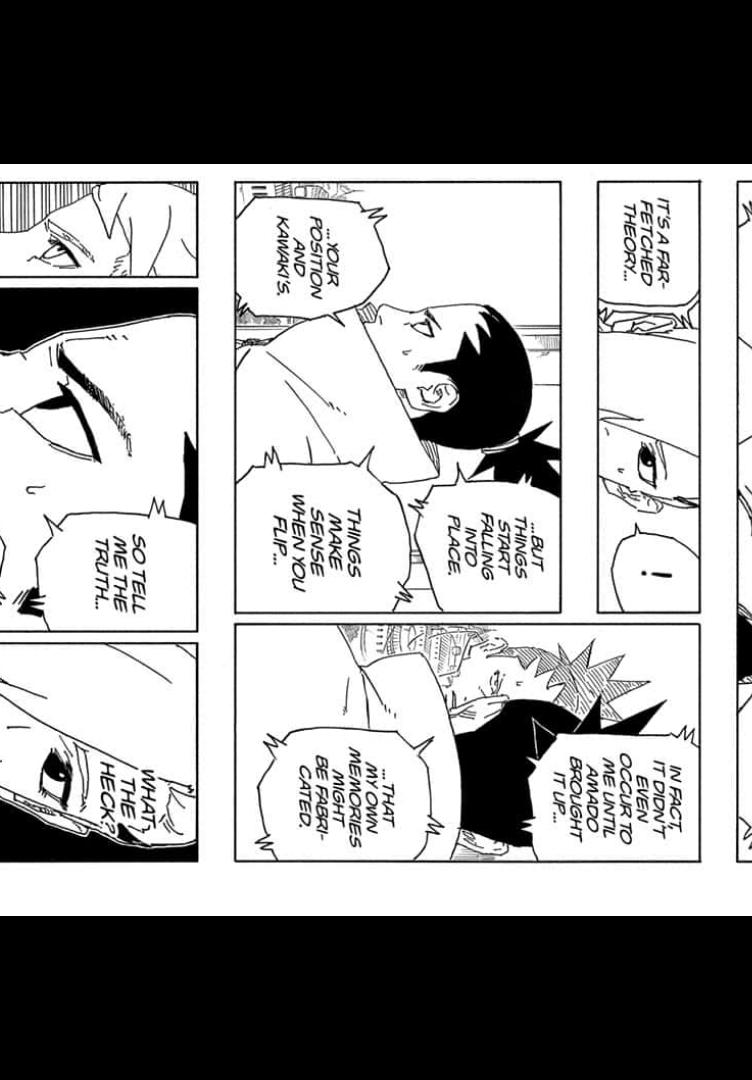 IN FACT,
IT DIDN'T
EVEN
OCCUR TO
ME UNTIL
AMADO
BROUGHT
IT UP...
...THAT
MY OWN
MEMORIES
MIGHT
BE FABRI-
CATED.
!
IT'S A FAR-
FETCHED
THEORY...
...BUT
THINGS
START
FALLING
INTO
PLACE.
THINGS
MAKE
SENSE
WHEN YOU
FLIP...
...YOUR
POSITION
AND
KAWAKI'S.
WHAT
THE
HECK?
SO TELL
ME THE
TRUTH...